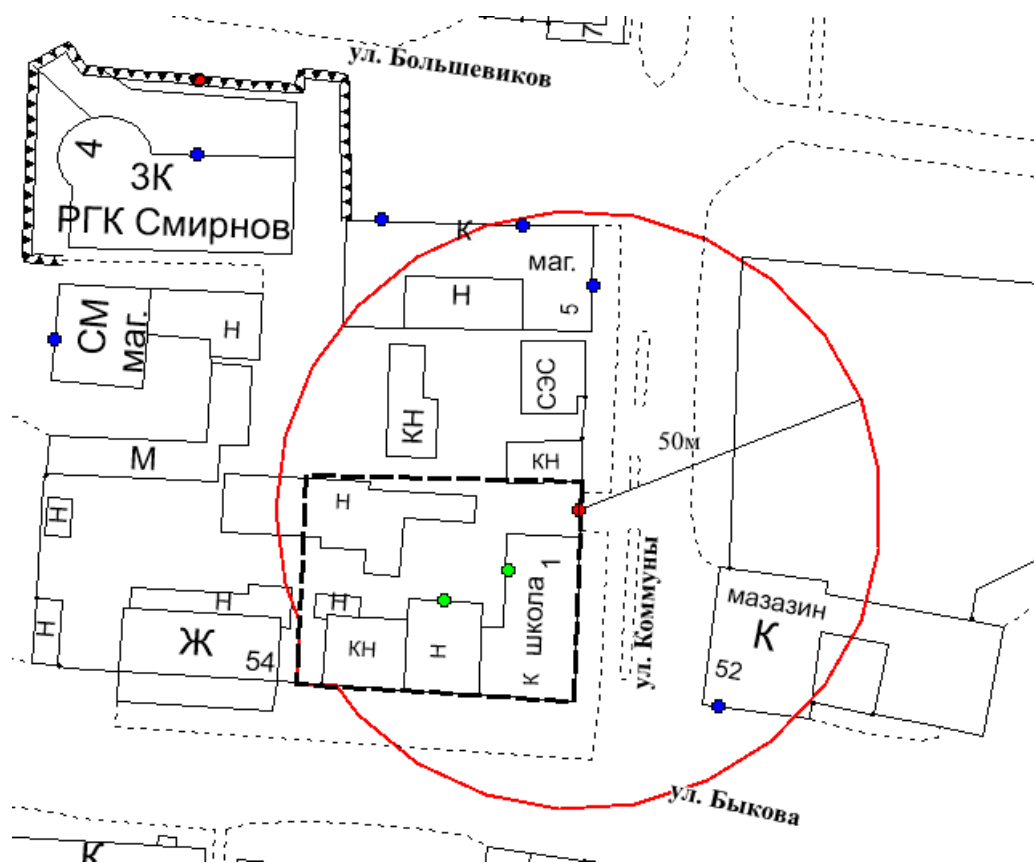 7
ул. Большевиков
4
ЗК
РГК Смирнов
К
маг.
Н
5
СМ
маг.
Н
СЭС
КН
50м
М
КН
Н
Н
школа
1
ул. Коммуны
мазазин
К
52
Н
Н
Н
Ж
54
КН
Н
К
Н
ул. Быкова
К